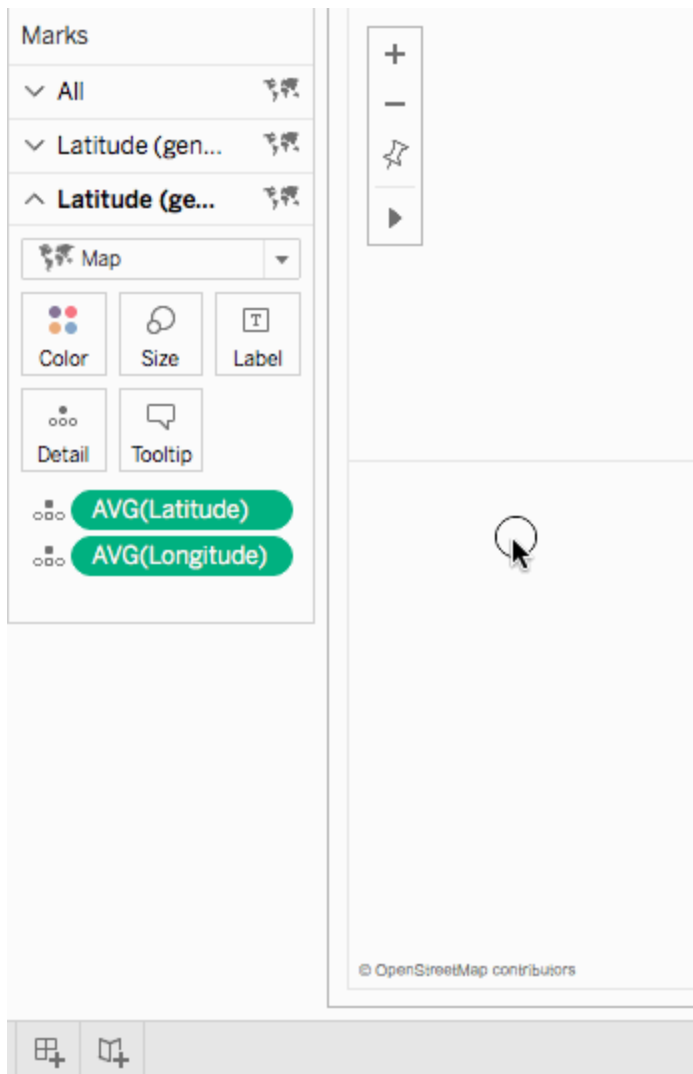 Marks
All
Latitude (gen...
Latitude (ge...
Map
Color Size Label
T
Detail Tooltip
AVG(Latitude)
AVG(Longitude)
© OpenStreetMap contributors